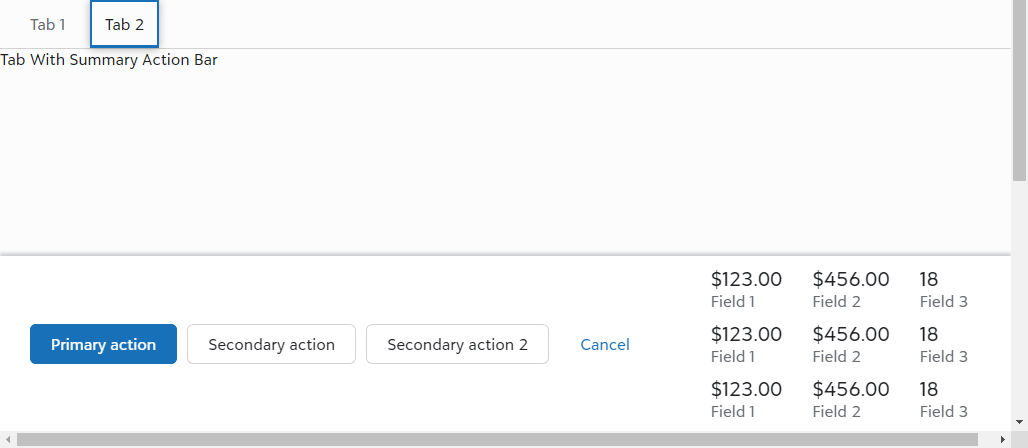 Tab 1 Tab 2
Tab With Summary Action Bar
$123.00 $456.00 18
Field 1 Field 2 Field 3
Primary action Secondary action Secondary action 2 Cancel
$123.00 $456.00 18
Field 1 Field 2 Field 3
$123.00 $456.00 18
Field 1 Field 2 Field 3